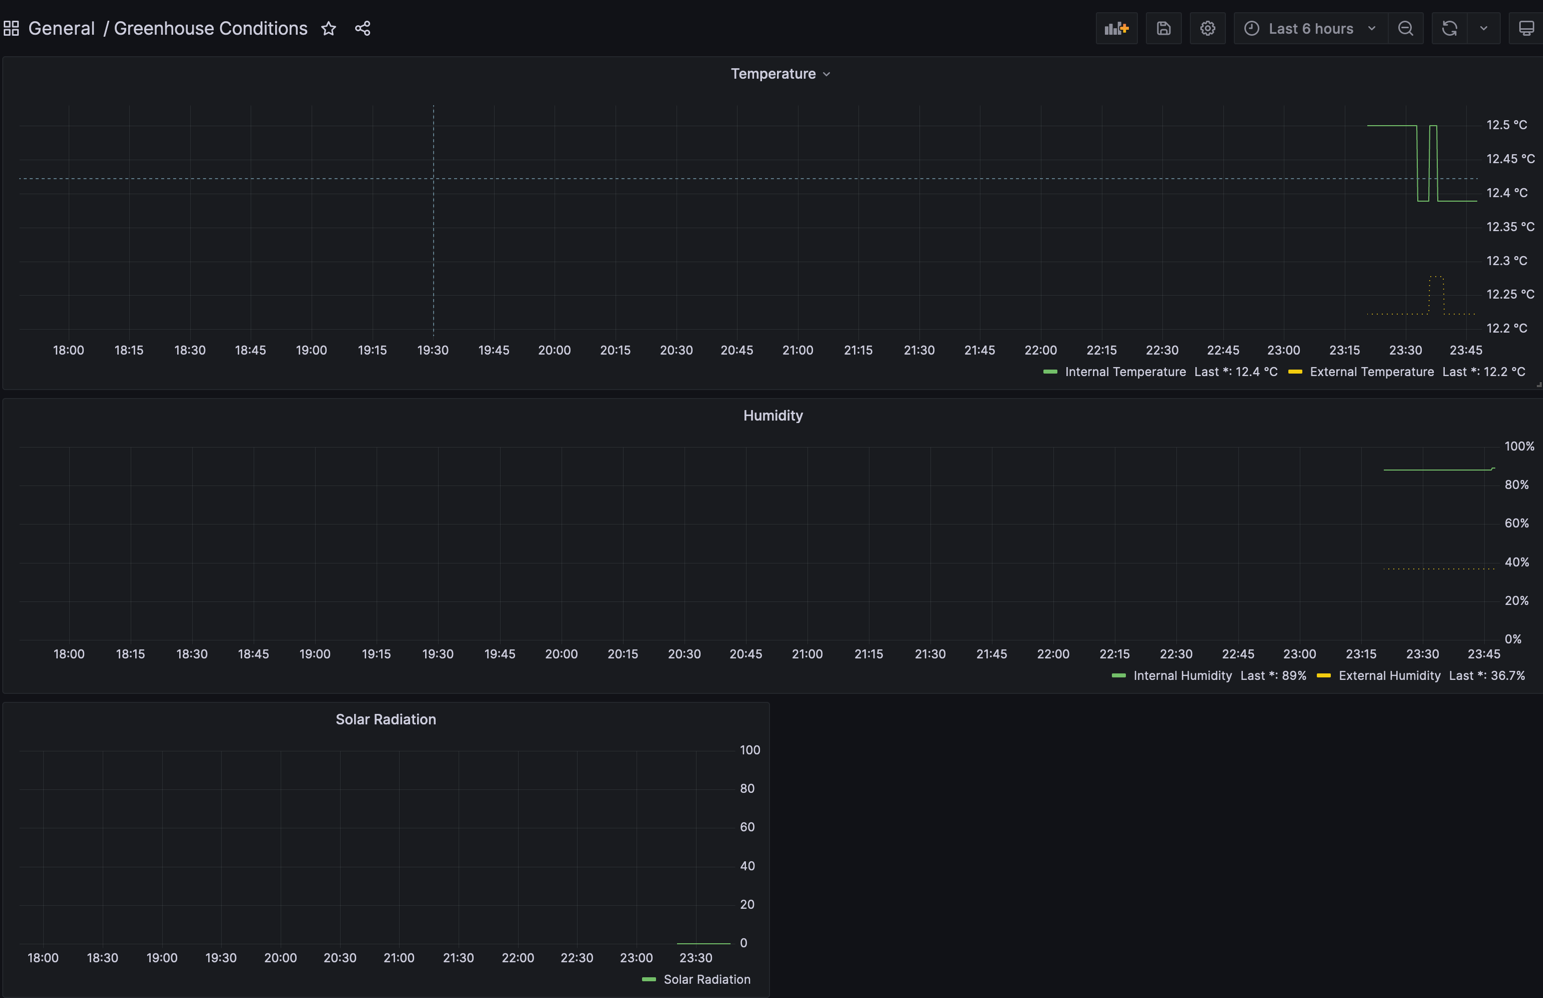 General / Greenhouse Conditions
Last 6 hours
Temperature
12.5 °C
12.45 °C
12.4 °C
12.35 °C
12.3 °C
12.25 °C
12.2 °C
18:00 18:15 18:30 18:45 19:00 19:15 19:30 19:45 20:00 20:15 20:30 20:45 21:00 21:15 21:30 21:45 22:00 22:15 22:30 22:45 23:00 23:15 23:30 23:45
Internal Temperature Last *: 12.4 °C External Temperature Last *: 12.2 °C
Humidity
100%
80%
60%
40%
20%
0%
18:00 18:15 18:30 18:45 19:00 19:15 19:30 19:45 20:00 20:15 20:30 20:45 21:00 21:15 21:30 21:45 22:00 22:15 22:30 22:45 23:00 23:15 23:30 23:45
Internal Humidity Last *: 89% External Humidity Last *: 36.7%
Solar Radiation
100
80
60
40
20
0
18:00 18:30 19:00 19:30 20:00 20:30 21:00 21:30 22:00 22:30 23:00 23:30
Solar Radiation